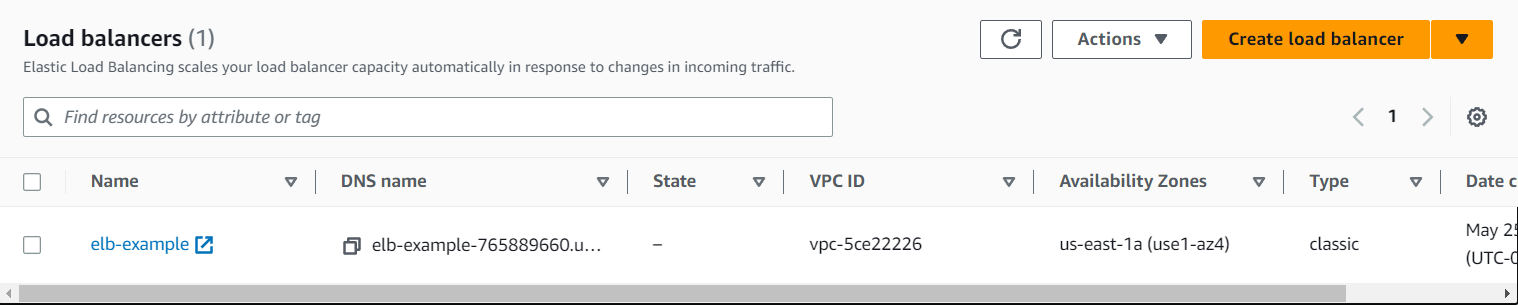 Load balancers (1)
Elastic Load Balancing scales your load balancer capacity automatically in response to changes in incoming traffic.
Actions
Create load balancer
Find resources by attribute or tag
1
Name DNS name State VPC ID Availability Zones Type Date c
elb-example elb-example-765889660.u... – vpc-5ce22226 us-east-1a (use1-az4) classic May 25
(UTC-0